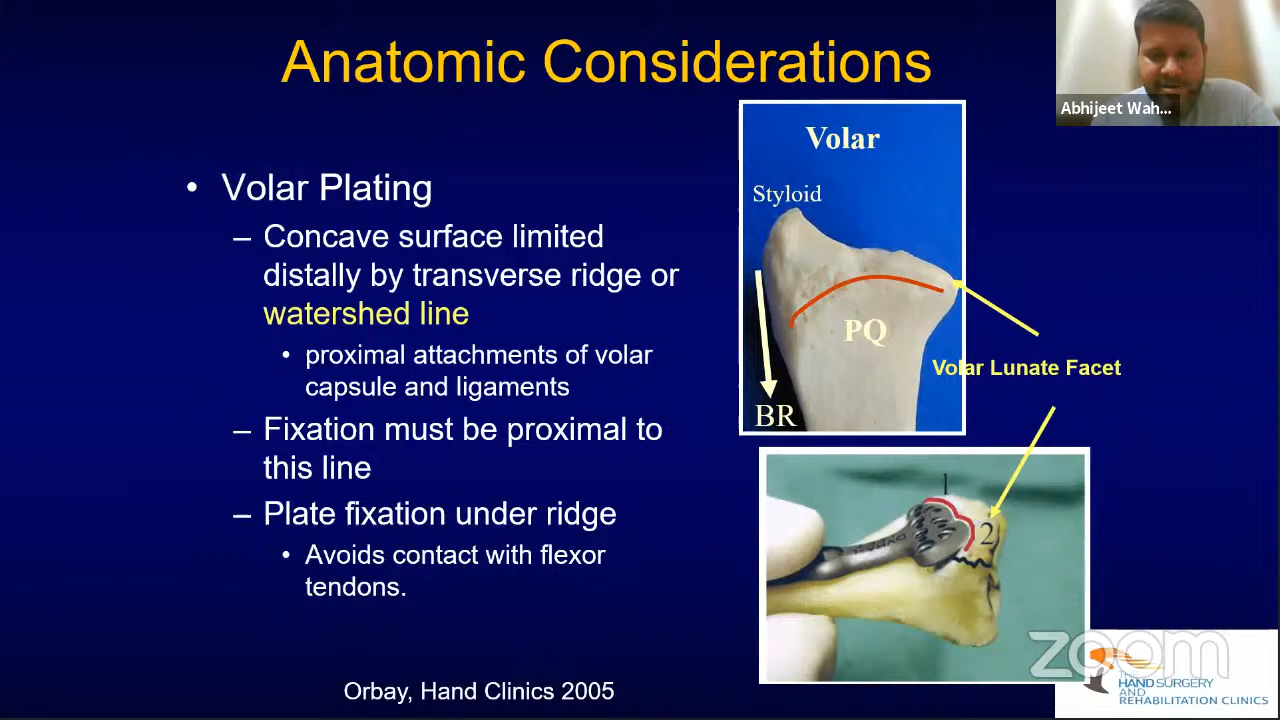 Anatomic Considerations
Abhijeet Wah...
• Volar Plating
– Concave surface limited
distally by transverse ridge or
watershed line
• proximal attachments of volar
capsule and ligaments
– Fixation must be proximal to
this line
– Plate fixation under ridge
• Avoids contact with flexor
tendons.
Orbay, Hand Clinics 2005
Volar
Styloid
PQ
BR
Volar Lunate Facet
1
2
zoom
HAND SURGERY
AND
REHABILITATION CLINICS